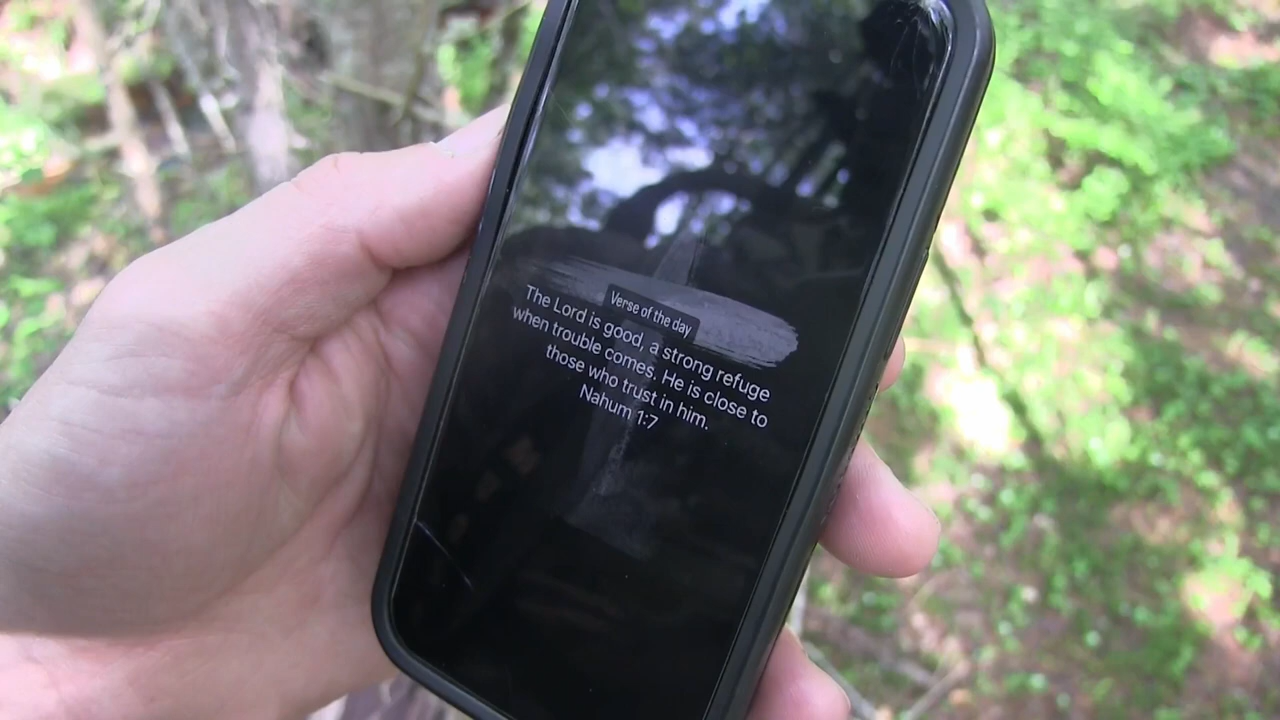 Verse of the day
The Lord is good, a strong refuge
when trouble comes. He is close to
those who trust in him.
Nahum 1:7